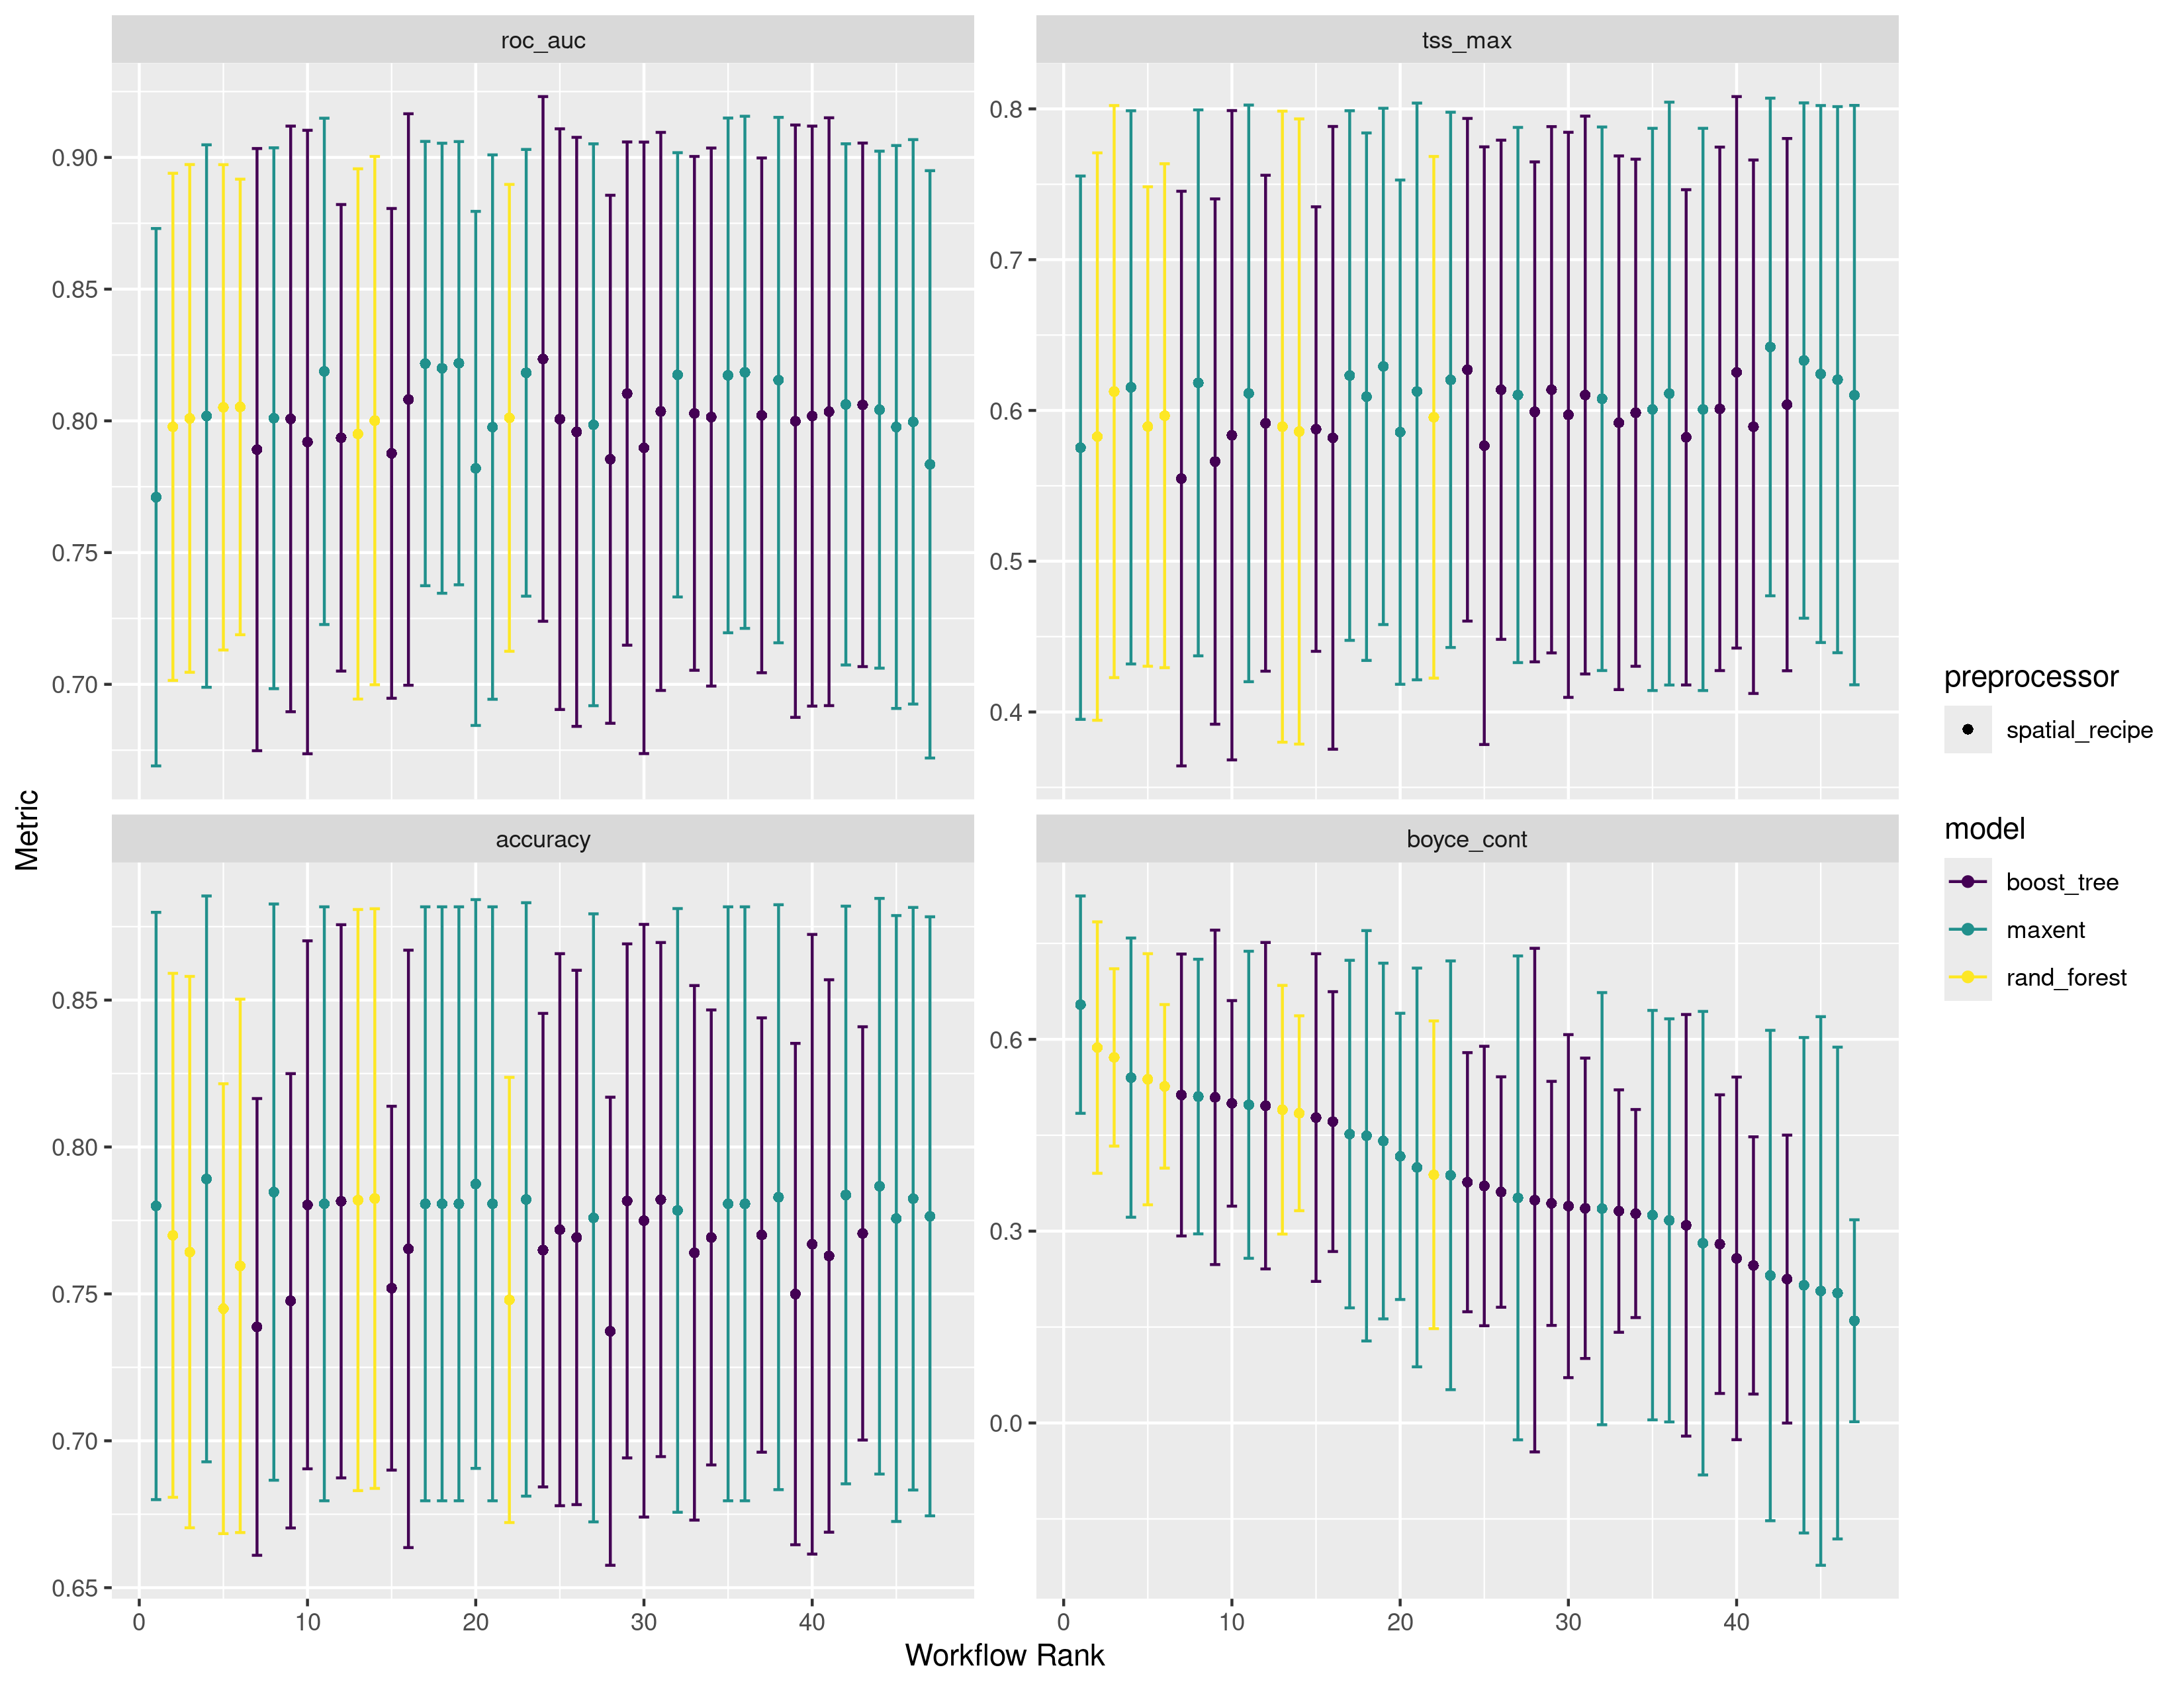 roc_auc
tss_max
0.90
0.85
0.80
0.75
0.70
0.8
0.7
0.6
0.5
0.4
Metric
accuracy
boyce_cont
0.85
0.80
0.75
0.70
0.65
0.6
0.3
0.0
0 10 20 30 40
0 10 20 30 40
Workflow Rank
preprocessor
spatial_recipe
model
boost_tree
maxent
rand_forest